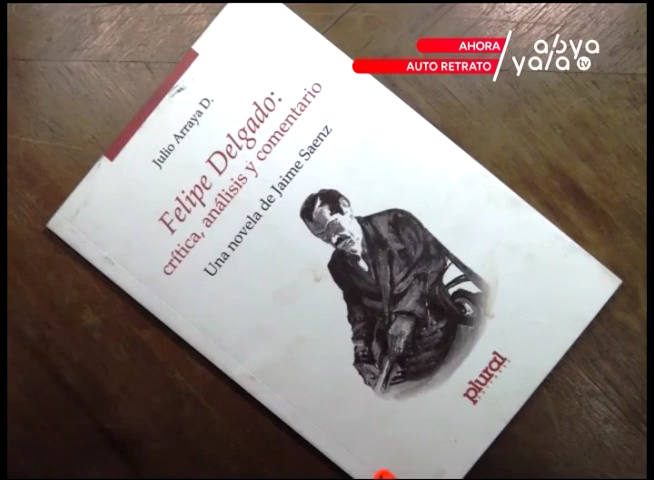 AHORA
AUTO RETRATO
abya
yala tv
Julio Arraya D.
Felipe Delgado:
crítica, análisis y comentario
Una novela de Jaime Saenz
plural